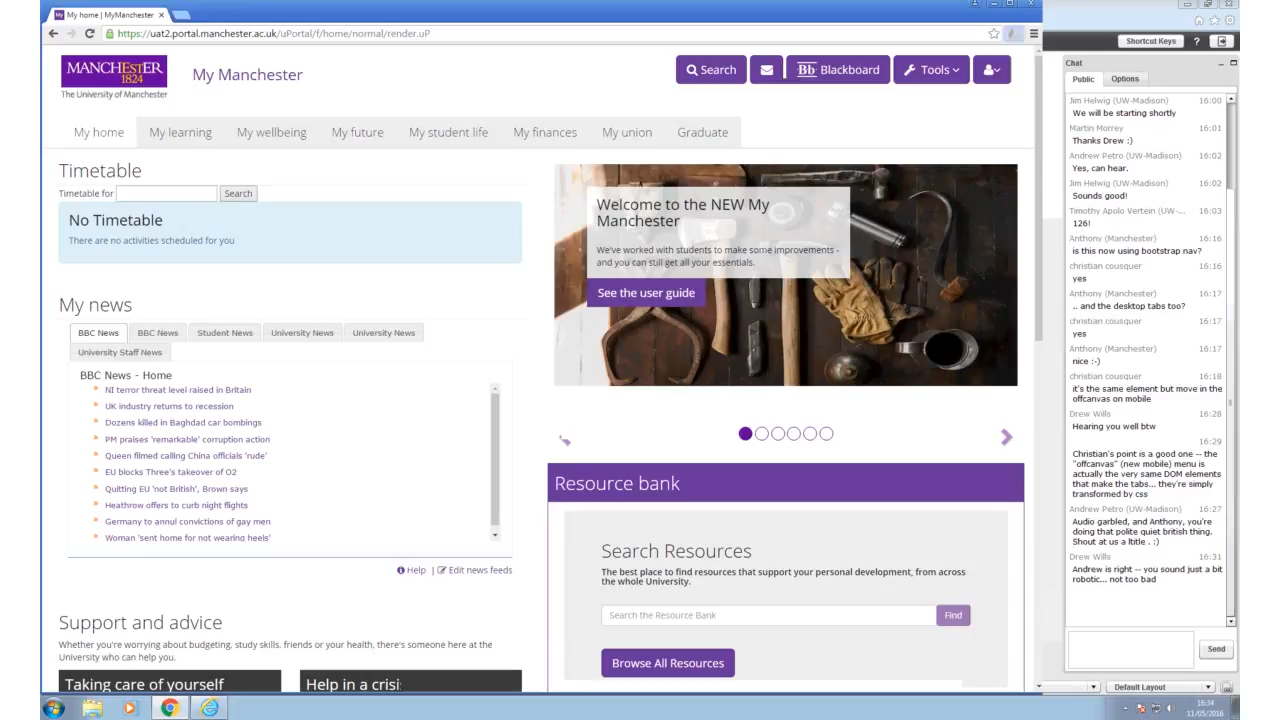 My home | MyManchester
https://uat2.portal.manchester.ac.uk/uPortal/f/home/normal/render.uP
MANCHESTER
1824
The University of Manchester
My Manchester
Search
Bb Blackboard
Tools
My home
My learning
My wellbeing
My future
My student life
My finances
My union
Graduate
Timetable
Timetable for
Search
No Timetable
There are no activities scheduled for you
My news
BBC News
BBC News
Student News
University News
University News
University Staff News
BBC News - Home
NI terror threat level raised in Britain
UK industry returns to recession
Dozens killed in Baghdad car bombings
PM praises 'remarkable' corruption action
Queen filmed calling China officials 'rude'
EU blocks Three's takeover of O2
Quitting EU 'not British', Brown says
Heathrow offers to curb night flights
Germany to annul convictions of gay men
Woman 'sent home for not wearing heels'
Help | Edit news feeds
Support and advice
Whether you're worrying about budgeting, study skills, friends or your health, there's someone here at the
University who can help you.
Taking care of yourself
Help in a crisi
Welcome to the NEW My
Manchester
We've worked with students to make some improvements -
and you can still get all your essentials.
See the user guide
Resource bank
Search Resources
The best place to find resources that support your personal development, from across
the whole University.
Search the Resource Bank
Find
Browse All Resources
Shortcut Keys
?
Chat
Public
Options
Jim Helwig (UW-Madison) 16:00
We will be starting shortly
Martin Morrey 16:01
Thanks Drew :)
Andrew Petro (UW-Madison) 16:02
Yes, can hear.
Jim Helwig (UW-Madison) 16:02
Sounds good!
Timothy Apolo Vertein (UW-... 16:03
126!
Anthony (Manchester) 16:16
is this now using bootstrap nav?
christian cousquer 16:16
yes
Anthony (Manchester) 16:17
.. and the desktop tabs too?
christian cousquer 16:17
yes
Anthony (Manchester) 16:17
nice :-)
christian cousquer 16:18
it's the same element but move in the
offcanvas on mobile
Drew Wills 16:28
Hearing you well btw
16:29
Christian's point is a good one -- the
"offcanvas" (new mobile) menu is
actually the very same DOM elements
that make the tabs... they're simply
transformed by css
Andrew Petro (UW-Madison) 16:27
Audio garbled, and Anthony, you're
doing that polite quiet british thing.
Shout at us a ltitle . :)
Drew Wills 16:31
Andrew is right -- you sound just a bit
robotic... not too bad
Send
Default Layout
16:34
11/05/2016